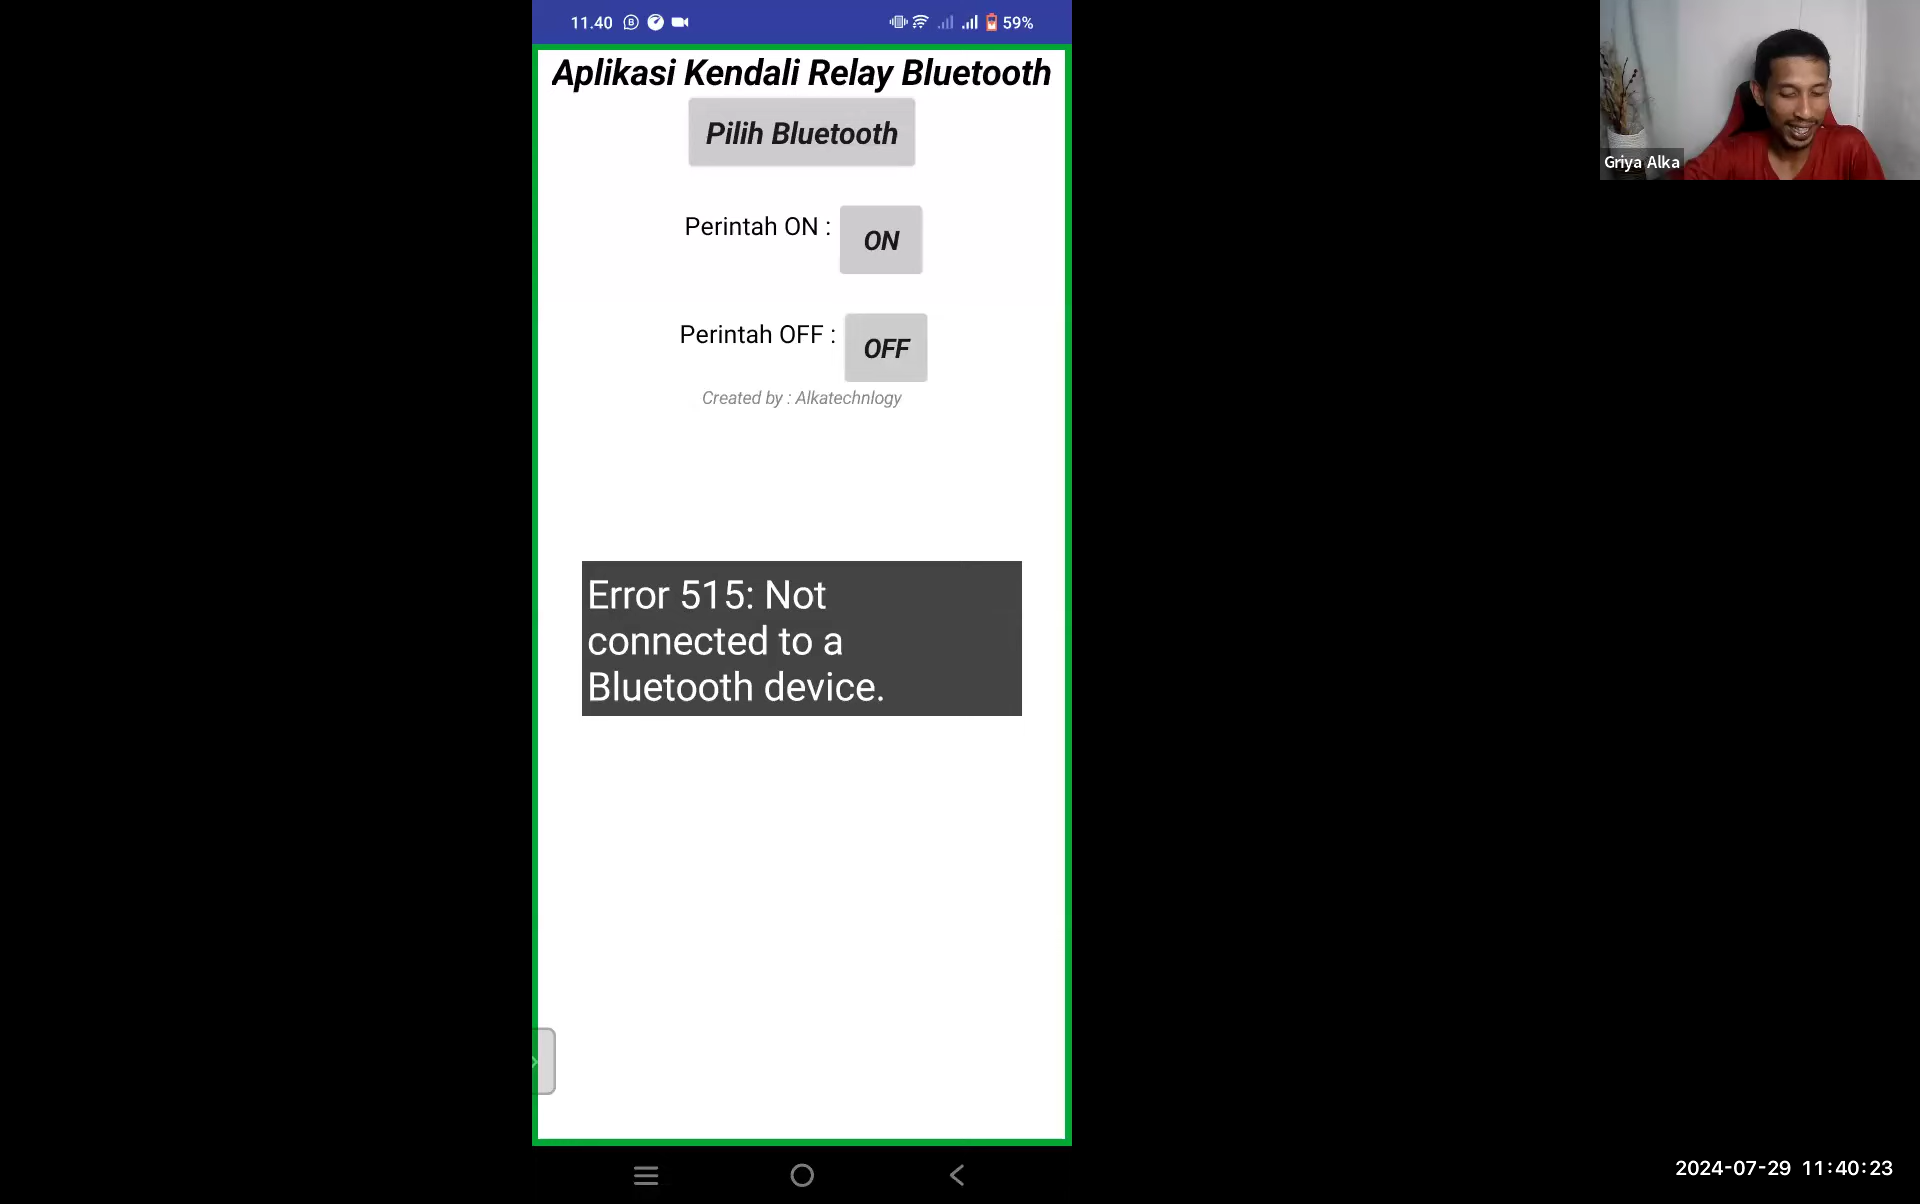 11.40
59%
Aplikasi Kendali Relay Bluetooth
Pilih Bluetooth
Perintah ON : ON
Perintah OFF : OFF
Created by : Alkatechnlogy
Error 515: Not
connected to a
Bluetooth device.
Griya Alka
2024-07-29 11:40:23